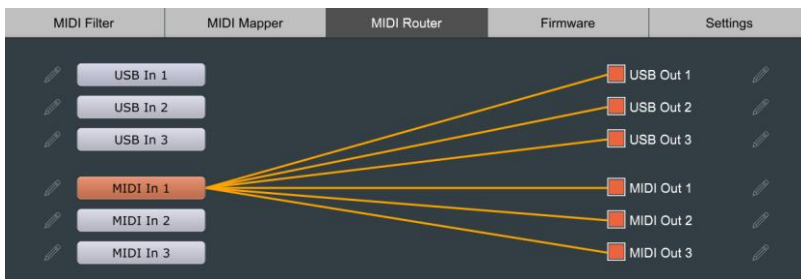 MIDI Filter
MIDI Mapper
MIDI Router
Firmware
Settings
USB In 1
USB Out 1
USB In 2
USB Out 2
USB In 3
USB Out 3
MIDI In 1
MIDI Out 1
MIDI In 2
MIDI Out 2
MIDI In 3
MIDI Out 3